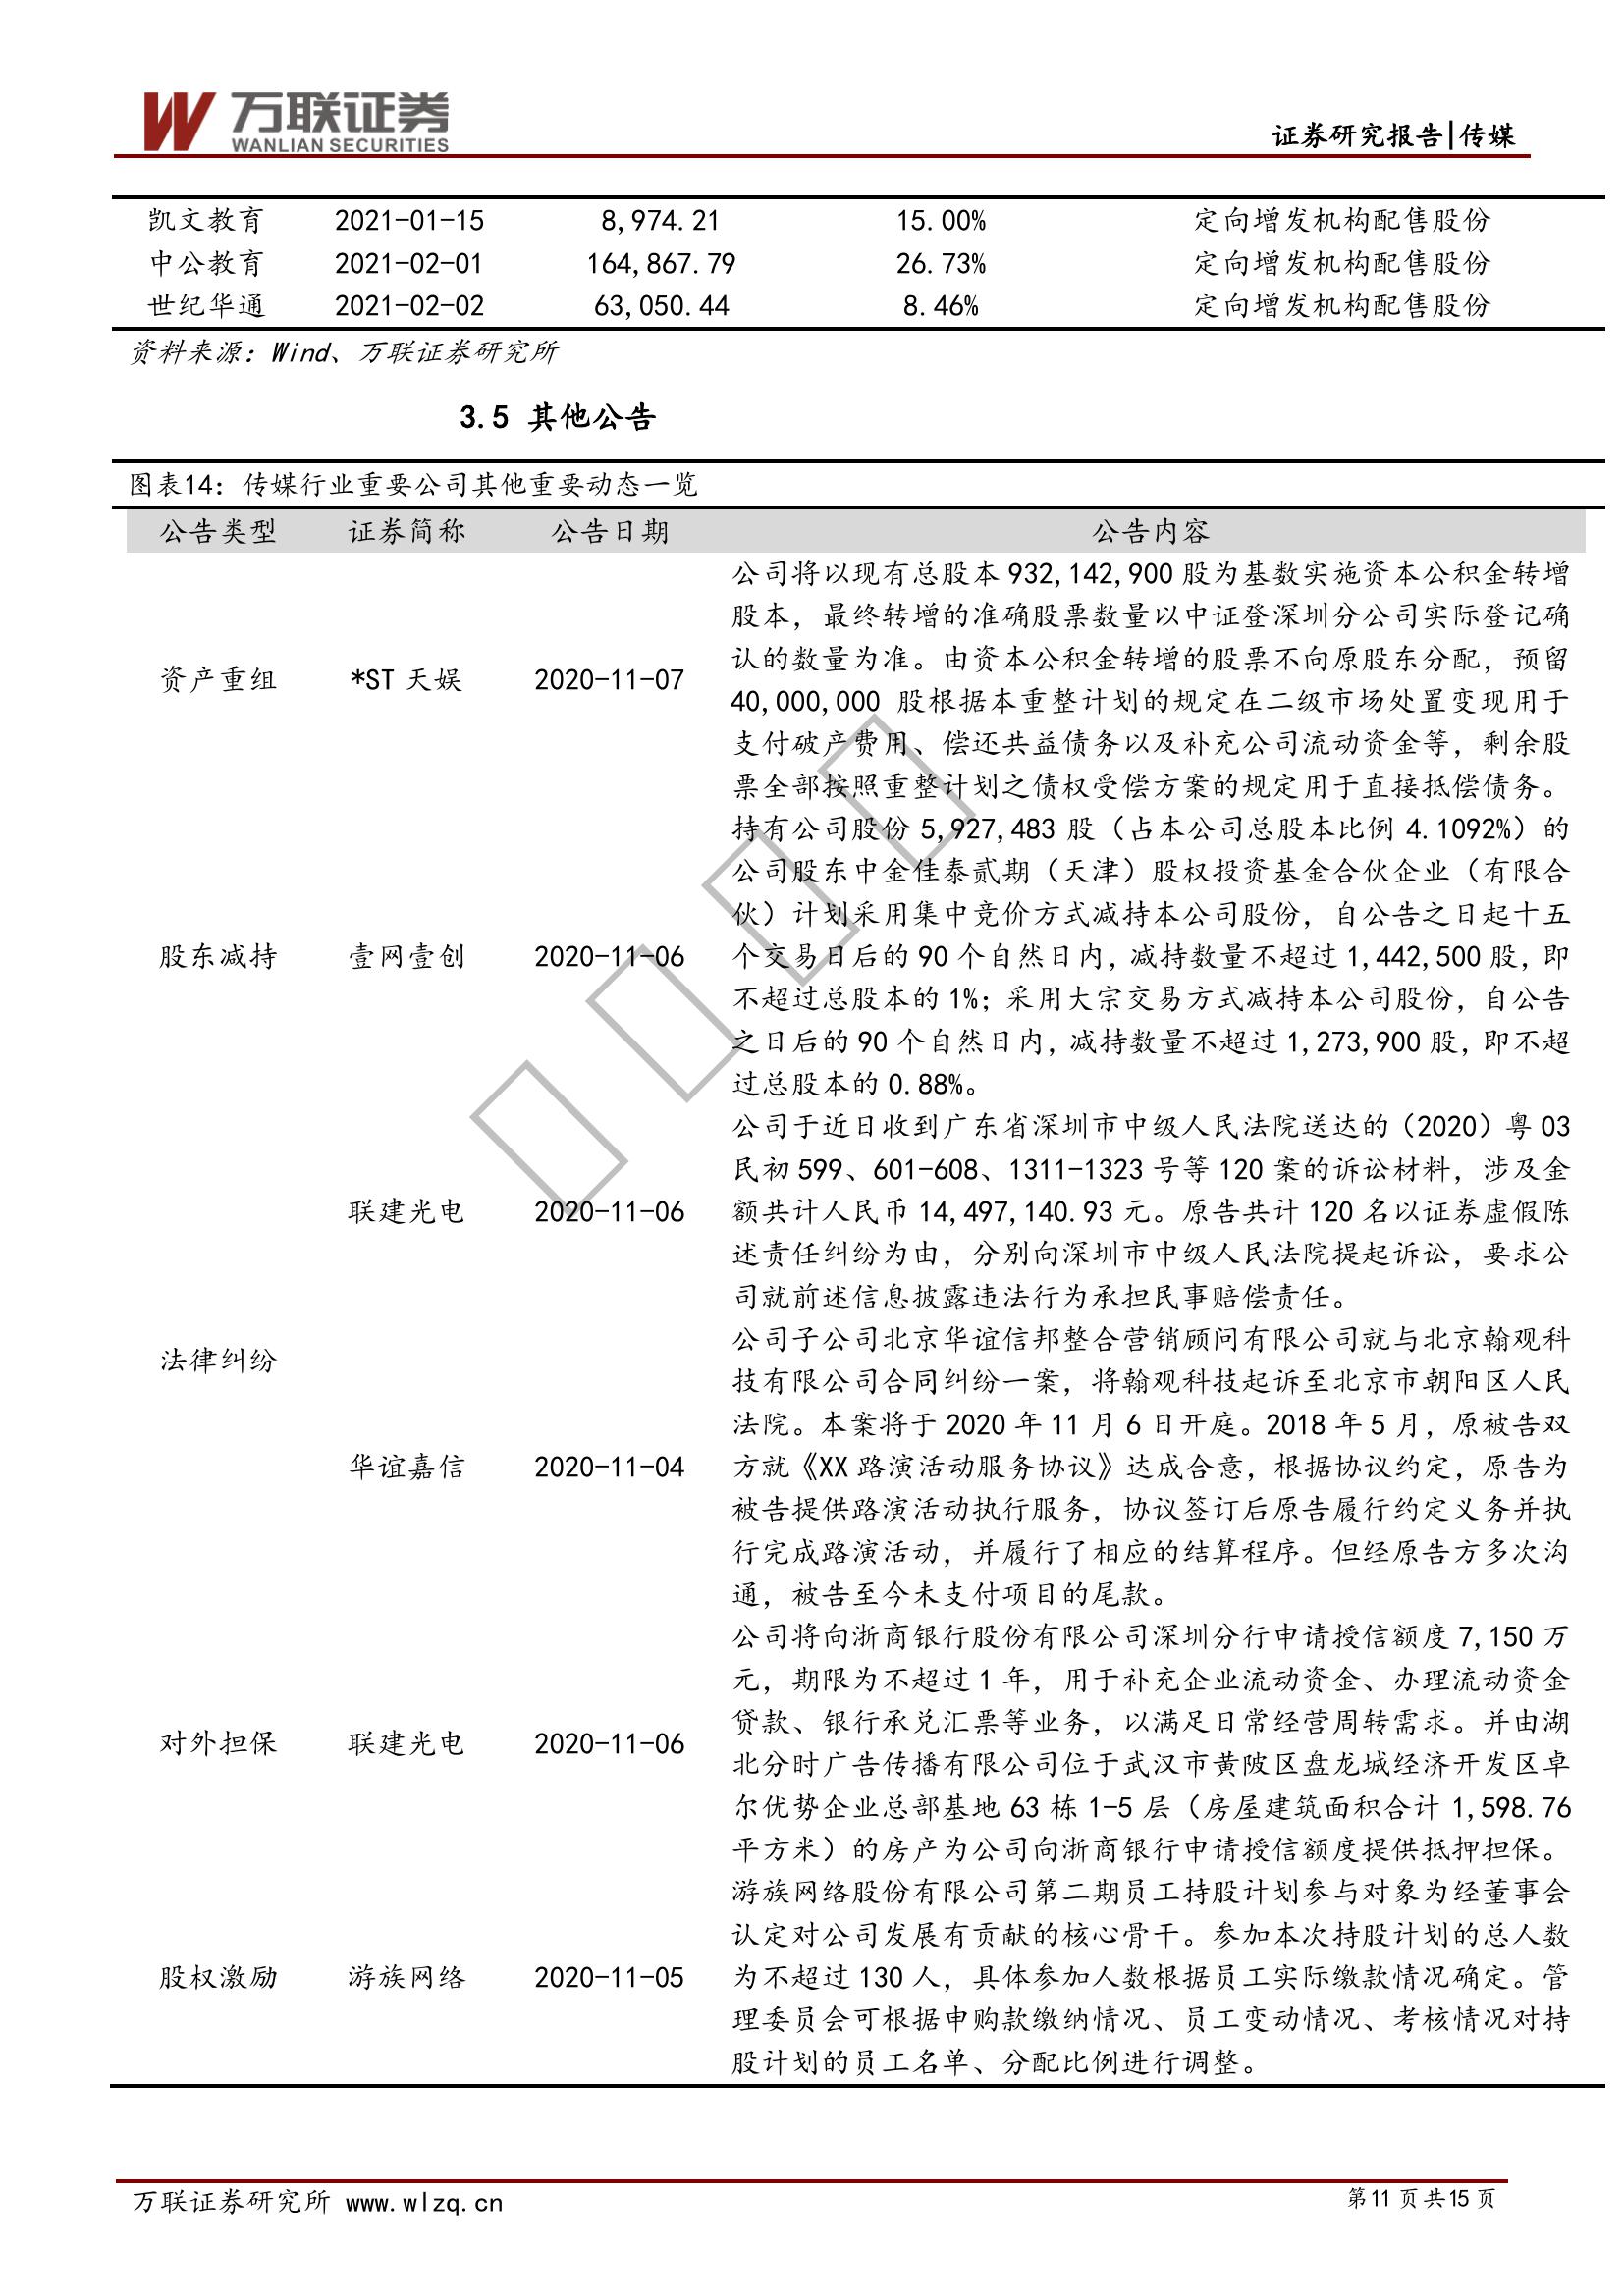 万联证券
WANLIAN SECURITIES
证券研究报告|传媒
凯文教育 2021-01-15 8,974.21 15.00% 定向增发机构配售股份
中公教育 2021-02-01 164,867.79 26.73% 定向增发机构配售股份
世纪华通 2021-02-02 63,050.44 8.46% 定向增发机构配售股份
资料来源：Wind、万联证券研究所
3.5 其他公告
图表14：传媒行业重要公司其他重要动态一览
公告类型 证券简称 公告日期 公告内容
资产重组 *ST 天娱 2020-11-07
公司将以现有总股本 932,142,900 股为基数实施资本公积金转增
股本，最终转增的准确股票数量以中证登深圳分公司实际登记确
认的数量为准。由资本公积金转增的股票不向原股东分配，预留
40,000,000 股根据本重整计划的规定在二级市场处置变现用于
支付破产费用、偿还共益债务以及补充公司流动资金等，剩余股
票全部按照重整计划之债权受偿方案的规定用于直接抵偿债务。
股东减持 壹网壹创 2020-11-06
持有公司股份 5,927,483 股（占本公司总股本比例 4.1092%）的
公司股东中金佳泰贰期（天津）股权投资基金合伙企业（有限合
伙）计划采用集中竞价方式减持本公司股份，自公告之日起十五
个交易日后的 90 个自然日内，减持数量不超过 1,442,500 股，即
不超过总股本的 1%；采用大宗交易方式减持本公司股份，自公告
之日后的 90 个自然日内，减持数量不超过 1,273,900 股，即不超
过总股本的 0.88%。
法律纠纷
联建光电 2020-11-06
公司于近日收到广东省深圳市中级人民法院送达的（2020）粤 03
民初 599、601-608、1311-1323 号等 120 案的诉讼材料，涉及金
额共计人民币 14,497,140.93 元。原告共计 120 名以证券虚假陈
述责任纠纷为由，分别向深圳市中级人民法院提起诉讼，要求公
司就前述信息披露违法行为承担民事赔偿责任。
华谊嘉信 2020-11-04
公司子公司北京华谊信邦整合营销顾问有限公司就与北京翰观科
技有限公司合同纠纷一案，将翰观科技起诉至北京市朝阳区人民
法院。本案将于 2020 年 11 月 6 日开庭。2018 年 5 月，原被告双
方就《XX 路演活动服务协议》达成合意，根据协议约定，原告为
被告提供路演活动执行服务，协议签订后原告履行约定义务并执
行完成路演活动，并履行了相应的结算程序。但经原告方多次沟
通，被告至今未支付项目的尾款。
对外担保 联建光电 2020-11-06
公司将向浙商银行股份有限公司深圳分行申请授信额度 7,150 万
元，期限为不超过 1 年，用于补充企业流动资金、办理流动资金
贷款、银行承兑汇票等业务，以满足日常经营周转需求。并由湖
北分时广告传播有限公司位于武汉市黄陂区盘龙城经济开发区卓
尔优势企业总部基地 63 栋 1-5 层（房屋建筑面积合计 1,598.76
平方米）的房产为公司向浙商银行申请授信额度提供抵押担保。
股权激励 游族网络 2020-11-05
游族网络股份有限公司第二期员工持股计划参与对象为经董事会
认定对公司发展有贡献的核心骨干。参加本次持股计划的总人数
为不超过 130 人，具体参加人数根据员工实际缴款情况确定。管
理委员会可根据申购款缴纳情况、员工变动情况、考核情况对持
股计划的员工名单、分配比例进行调整。
万联证券研究所 www.wlzq.cn
第11 页 共15 页